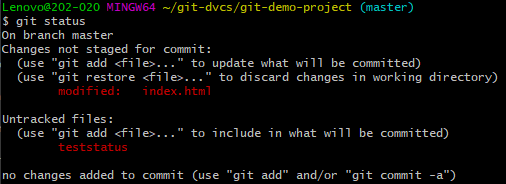 Lenovo@202-020 MINGW64 ~/git-dvcs/git-demo-project (master)
$ git status
On branch master
Changes not staged for commit:
  (use "git add <file>..." to update what will be committed)
  (use "git restore <file>..." to discard changes in working directory)
        modified:   index.html

Untracked files:
  (use "git add <file>..." to include in what will be committed)
        teststatus

no changes added to commit (use "git add" and/or "git commit -a")